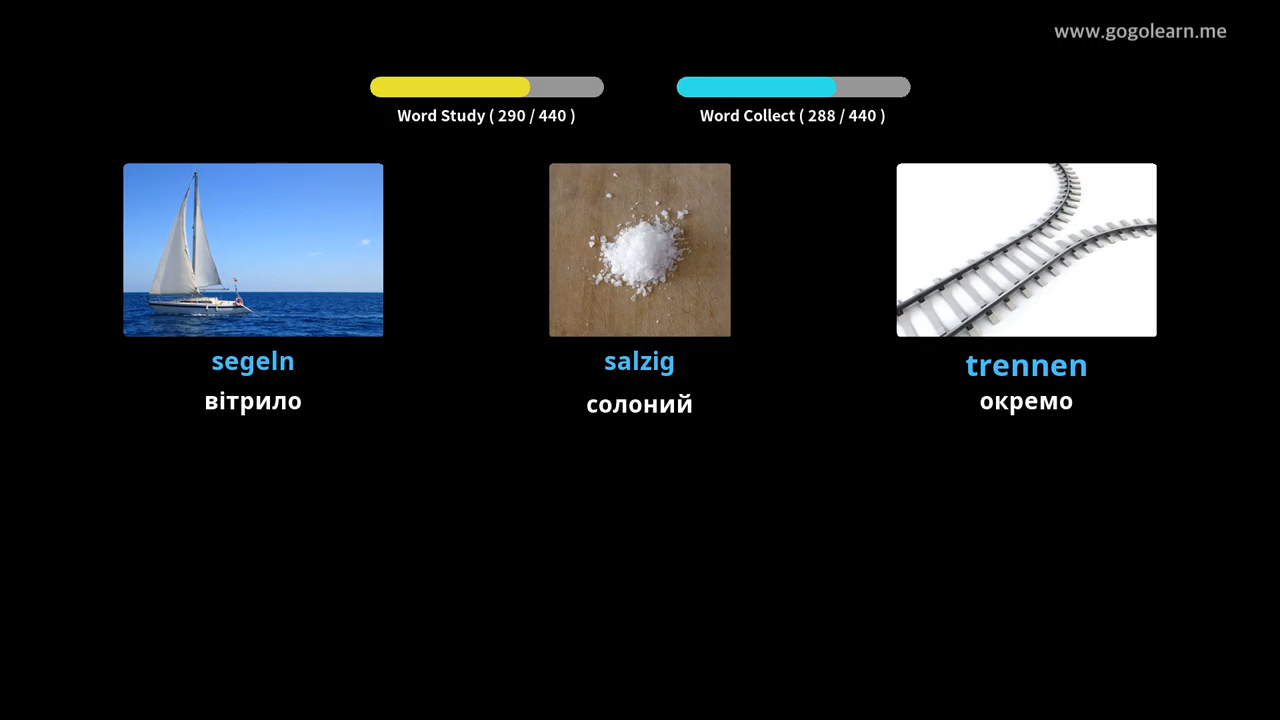 www.gogolearn.me
Word Study ( 290 / 440 )
Word Collect ( 288 / 440 )
segeln
вітрило
salzig
солоний
trennen
окремо